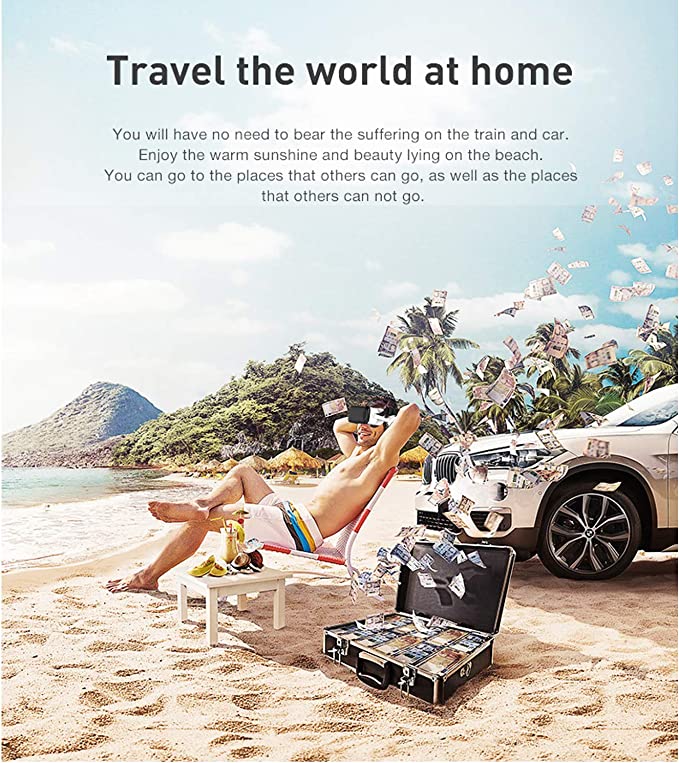 Travel the world at home
You will have no need to bear the suffering on the train and car.
Enjoy the warm sunshine and beauty lying on the beach.
You can go to the places that others can go, as well as the places
that others can not go.